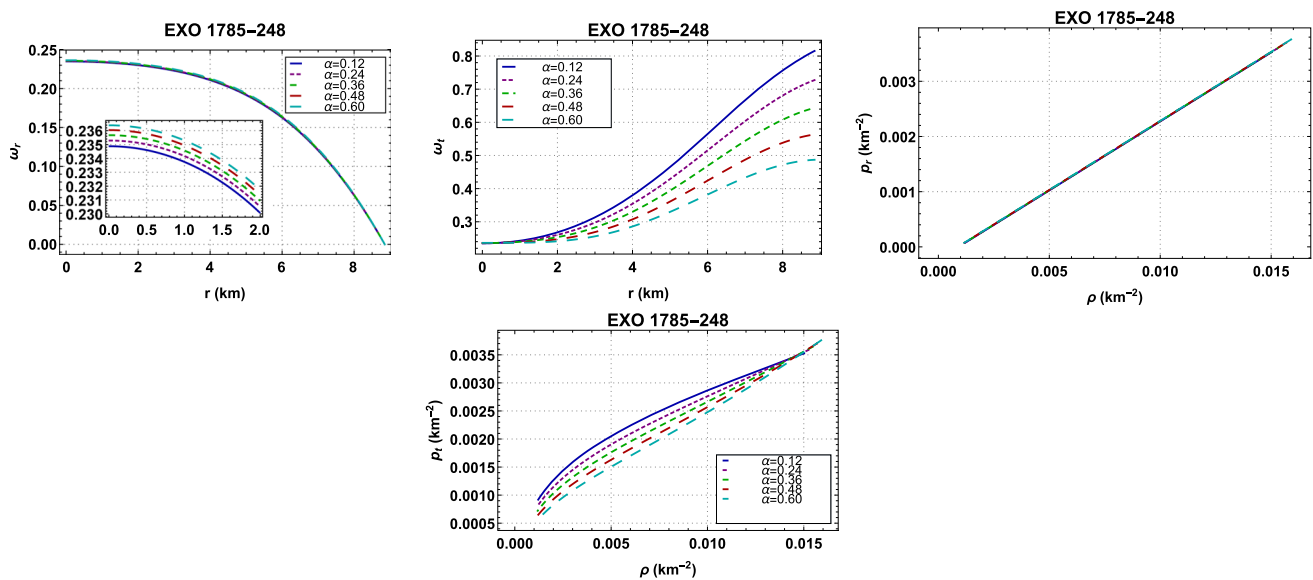 EXO 1785−248
0.25
0.20
0.15
0.10
0.05
0.00
ω_r
α=0.12
α=0.24
α=0.36
α=0.48
α=0.60
0.236
0.235
0.234
0.233
0.232
0.231
0.230
0.0 0.5 1.0 1.5 2.0
0 2 4 6 8
r (km)
EXO 1785−248
0.8
0.7
0.6
0.5
0.4
0.3
ω_t
α=0.12
α=0.24
α=0.36
α=0.48
α=0.60
0 2 4 6 8
r (km)
EXO 1785−248
0.003
0.002
0.001
0.000
p_r (km⁻²)
0.000 0.005 0.010 0.015
ρ (km⁻²)
EXO 1785−248
0.0035
0.0030
0.0025
0.0020
0.0015
0.0010
0.0005
p_t (km⁻²)
α=0.12
α=0.24
α=0.36
α=0.48
α=0.60
0.000 0.005 0.010 0.015
ρ (km⁻²)